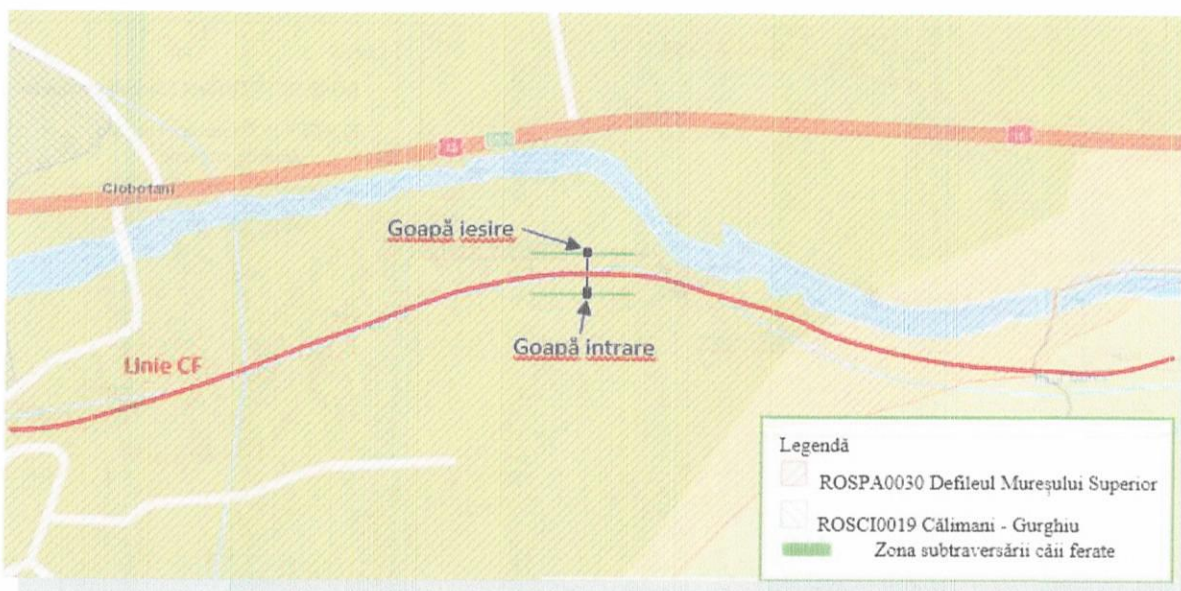 Ciobotani
Goapă iesire
Goapă intrare
Linie CF
Legendă
ROSPA0030 Defileul Mureșului Superior
ROSCI0019 Călimani - Gurghiu
Zona subtraversării căii ferate